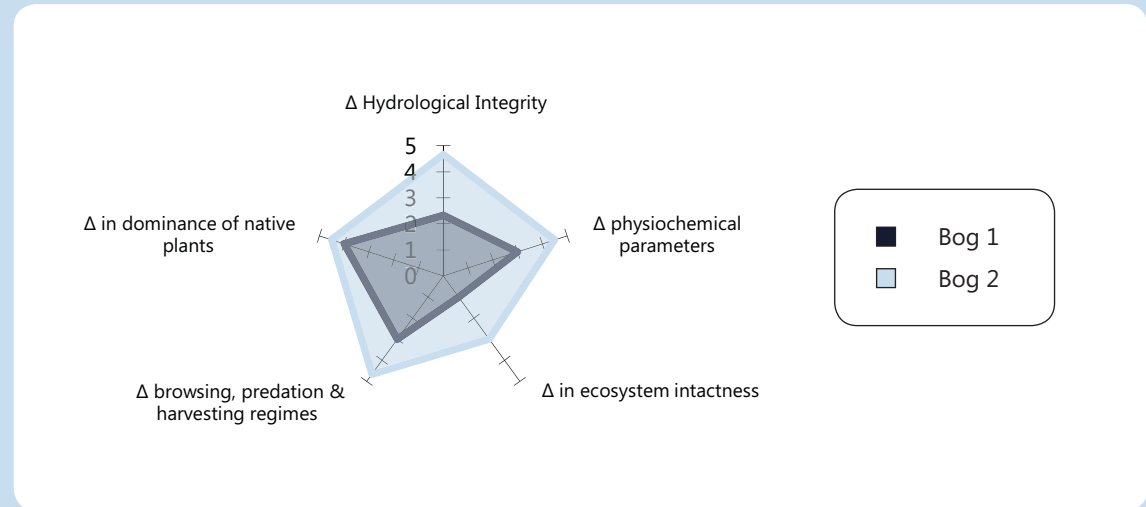 Δ Hydrological Integrity
5
4
3
2
1
0
Δ in dominance of native
plants
Δ physiochemical
parameters
Δ browsing, predation &
harvesting regimes
Δ in ecosystem intactness
Bog 1
Bog 2